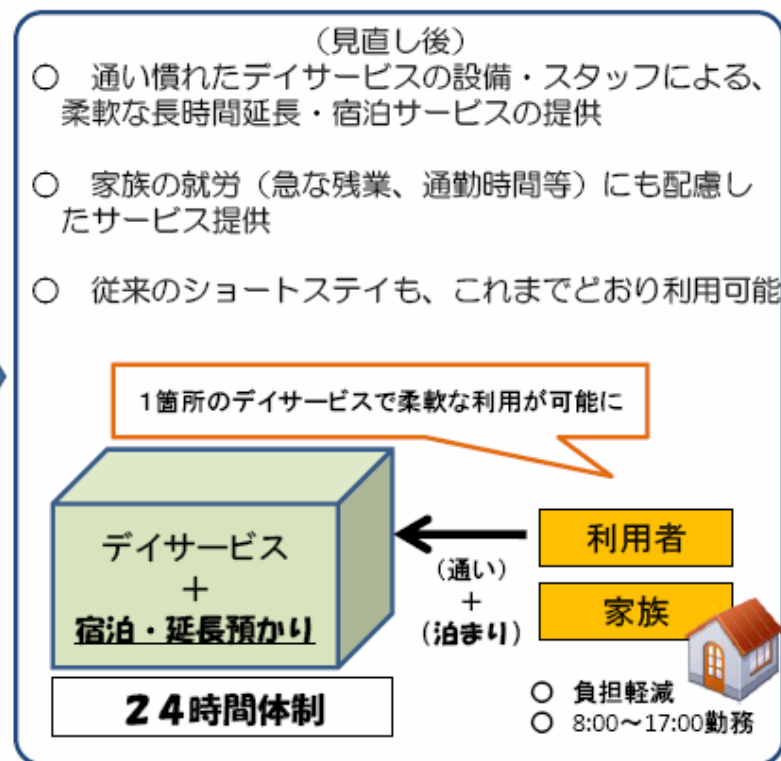 （見直し後）
○　通い慣れたデイサービスの設備・スタッフによる、
柔軟な長時間延長・宿泊サービスの提供
○　家族の就労（急な残業、通勤時間等）にも配慮し
たサービス提供
○　従来のショートステイも、これまでどおり利用可能
1箇所のデイサービスで柔軟な利用が可能に
デイサービス
＋
宿泊・延長預かり
２４時間体制
（通い）
＋
（泊まり）
利用者
家族
○　負担軽減
○　8:00～17:00勤務